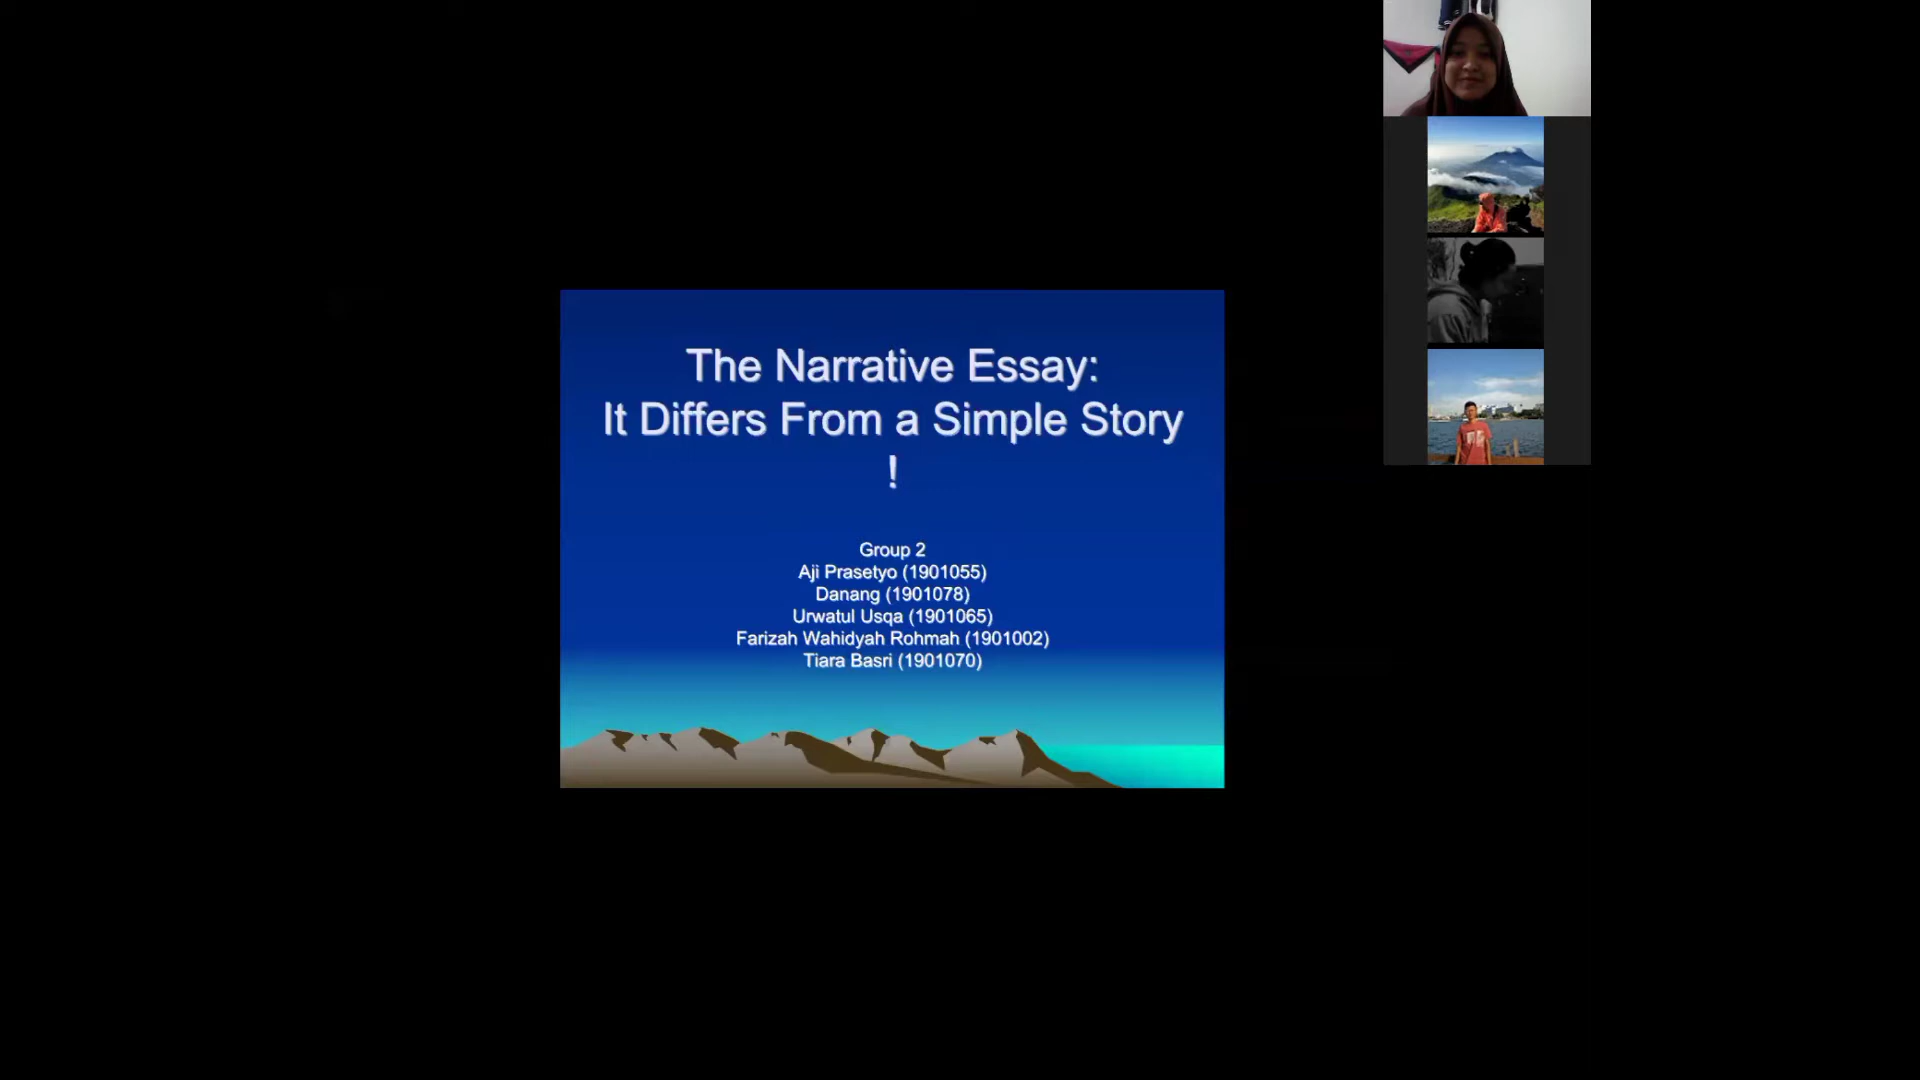 The Narrative Essay:
It Differs From a Simple Story
!
Group 2
Aji Prasetyo (1901055)
Danang (1901078)
Urwatul Usqa (1901065)
Farizah Wahidyah Rohmah (1901002)
Tiara Basri (1901070)